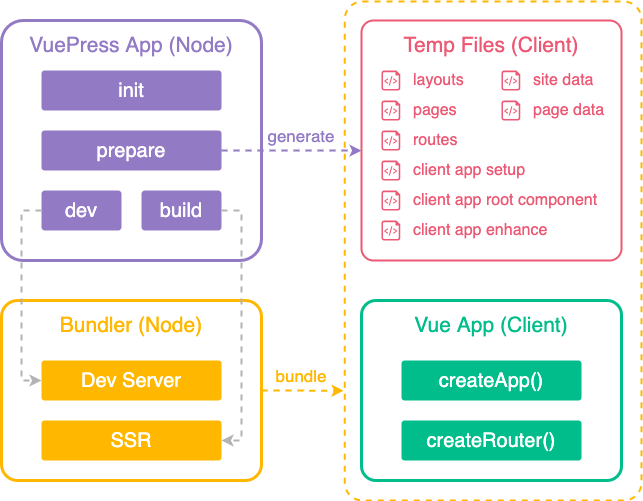 VuePress App (Node)
init
prepare
dev
build
generate
Temp Files (Client)
layouts
site data
pages
page data
routes
client app setup
client app root component
client app enhance
Bundler (Node)
Dev Server
SSR
bundle
Vue App (Client)
createApp()
createRouter()